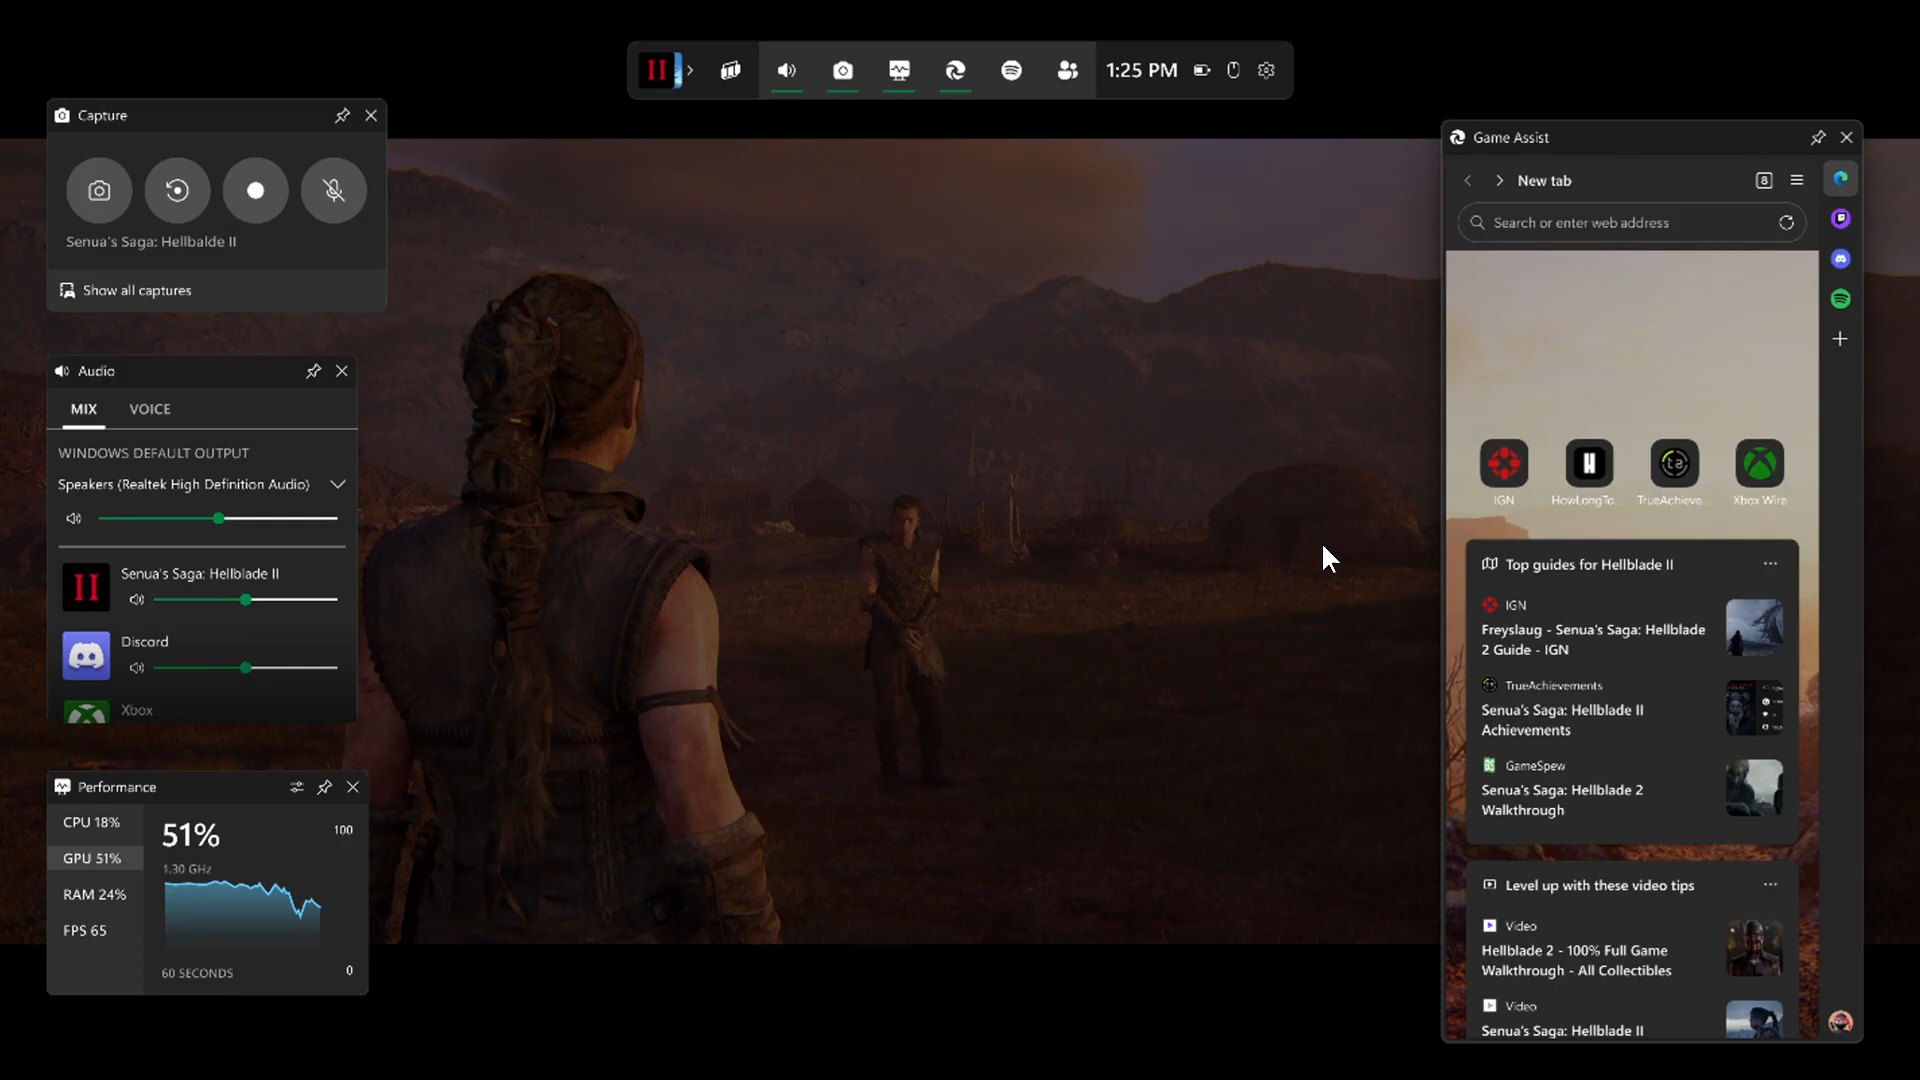 1:25 PM
Capture
Senua's Saga: Hellbalde II
Show all captures
Audio
MIX VOICE
WINDOWS DEFAULT OUTPUT
Speakers (Realtek High Definition Audio)
Senua's Saga: Hellblade II
Discord
Xbox
Performance
CPU 18%
GPU 51%
RAM 24%
FPS 65
51% 100
1.30 GHz
60 SECONDS 0
Game Assist
New tab 8
Search or enter web address
IGN HowLongTo... TrueAchieve... Xbox Wire
Top guides for Hellblade II
IGN
Freyslaug - Senua's Saga: Hellblade
2 Guide - IGN
TrueAchievements
Senua's Saga: Hellblade II
Achievements
GS GameSpew
Senua's Saga: Hellblade 2
Walkthrough
Level up with these video tips
Video
Hellblade 2 - 100% Full Game
Walkthrough - All Collectibles
Video
Senua's Saga: Hellblade II